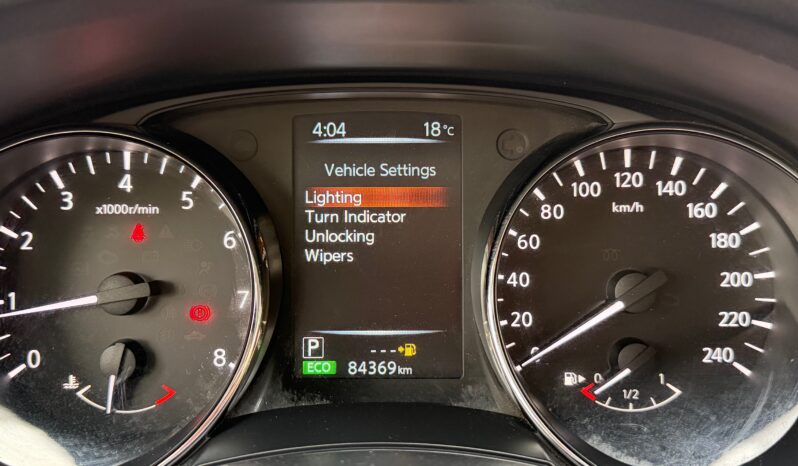 4:04 18°C
Vehicle Settings
Lighting
Turn Indicator
Unlocking
Wipers
P ---
ECO 84369km
0 1 2 3 4 5 6 7 8
x1000r/min
0 20 40 60 80 100 120 140 160 180 200 220 240
km/h
0 1/2 1